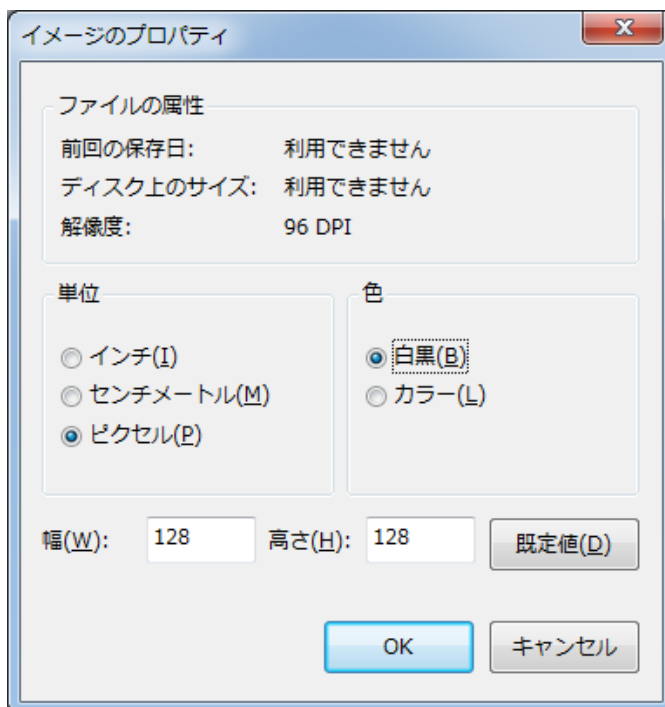 イメージのプロパティ
ファイルの属性
前回の保存日: 利用できません
ディスク上のサイズ: 利用できません
解像度: 96 DPI
単位
インチ(I)
センチメートル(M)
ピクセル(P)
色
白黒(B)
カラー(L)
幅(W): 128 高さ(H): 128 既定値(D)
OK キャンセル